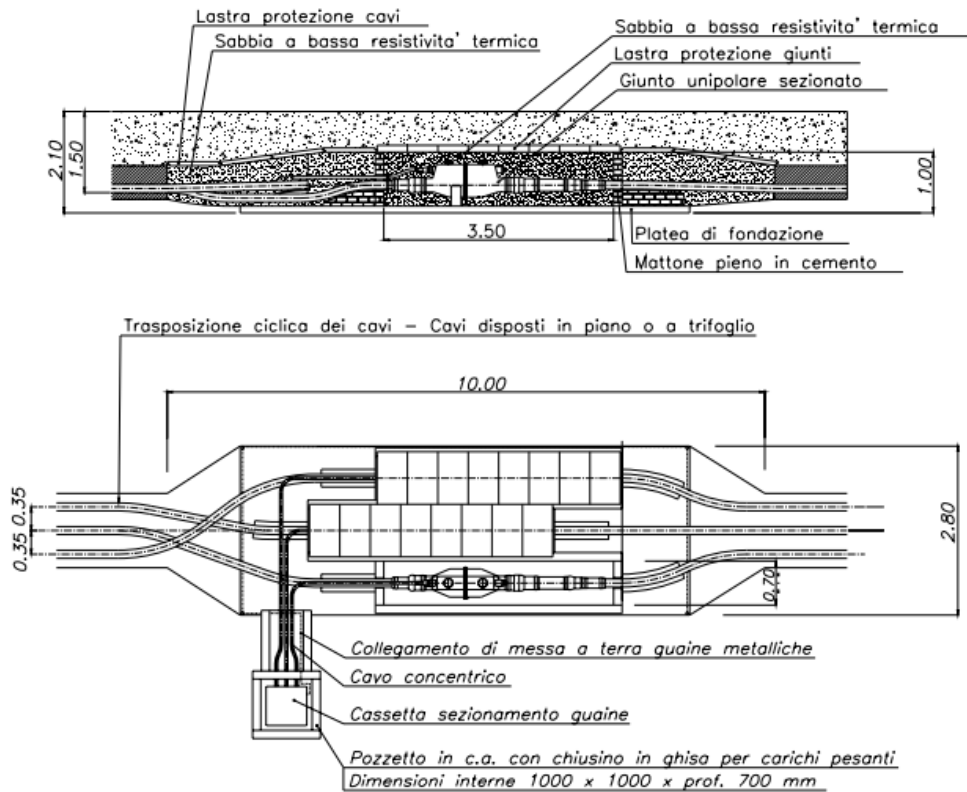 Lastra protezione cavi
Sabbia a bassa resistivita' termica
Sabbia a bassa resistivita' termica
Lastra protezione giunti
Giunto unipolare sezionato
2.10
1.50
1.00
3.50
Platea di fondazione
Mattone pieno in cemento
Trasposizione ciclica dei cavi – Cavi disposti in piano o a trifoglio
10.00
0.35
0.35
2.80
0.70
Collegamento di messa a terra guaine metalliche
Cavo concentrico
Cassetta sezionamento guaine
Pozzetto in c.a. con chiusino in ghisa per carichi pesanti
Dimensioni interne 1000 x 1000 x prof. 700 mm